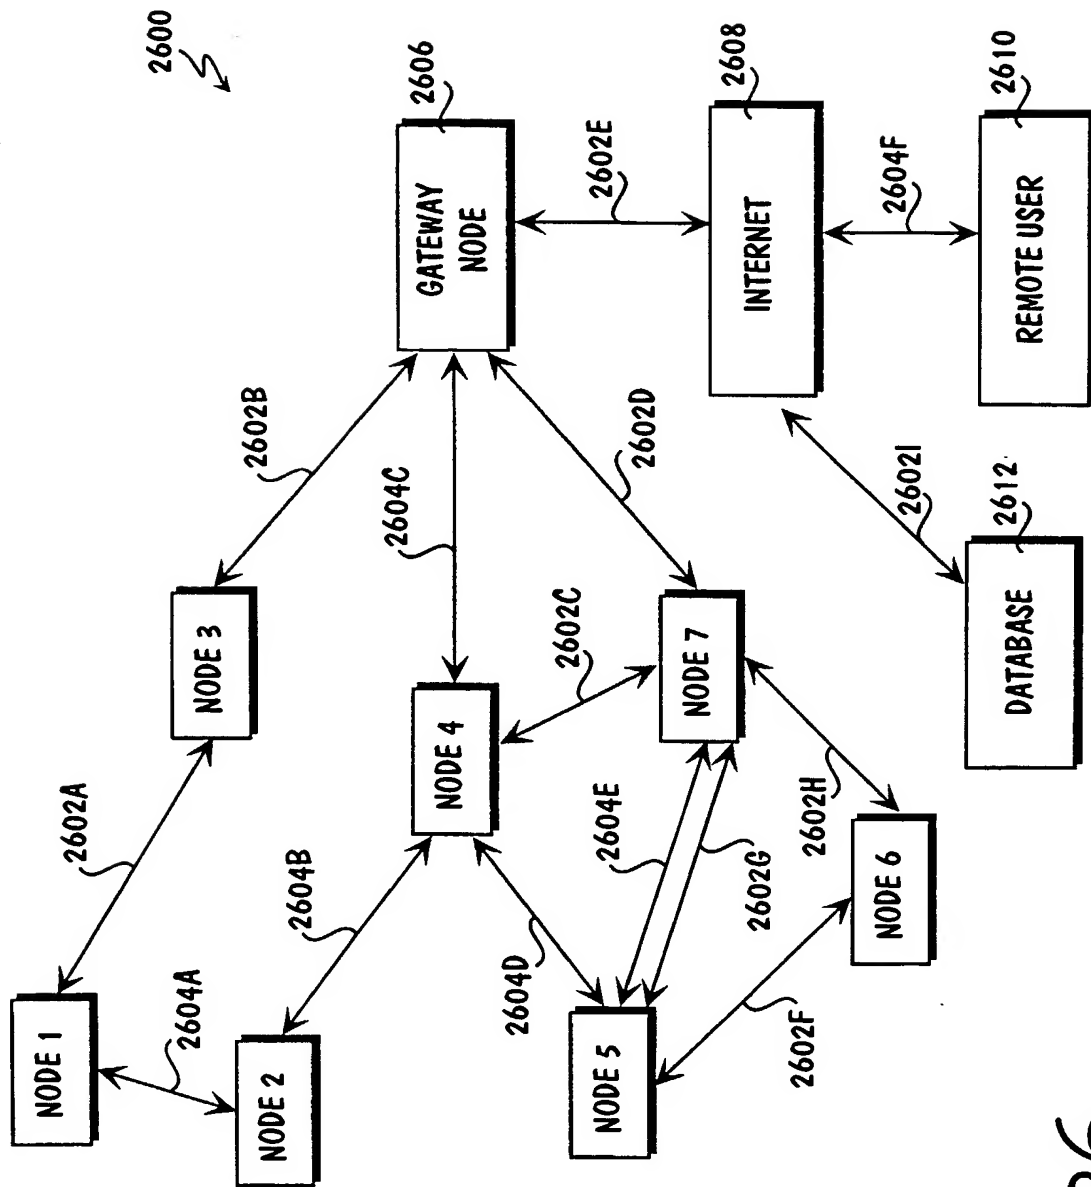 2600
NODE 1
2602A
NODE 3
2602B
GATEWAY
NODE
2606
2604A
NODE 2
2604B
NODE 4
2604C
2602E
2604D
2602C
2602D
INTERNET
2608
NODE 5
2604E
NODE 7
2602G
2604F
2602F
NODE 6
2602H
2602I
REMOTE USER
2610
DATABASE
2612